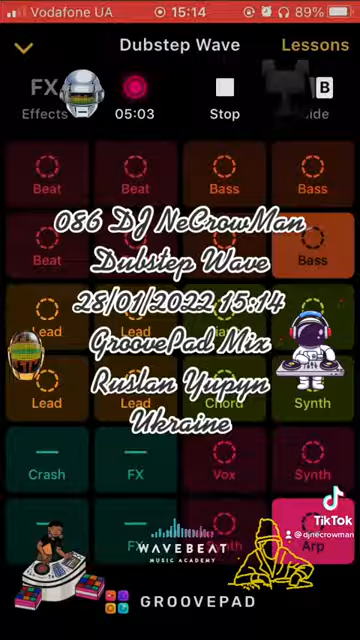 Vodafone UA 15:14 89%
Dubstep Wave Lessons
FX B
Effects 05:03 Stop ide
Beat Beat Bass Bass
086 DJ NeCrowMan
Beat Bass
Dubstep Wave
28/01/2022 15:14
GroovePad Mix
Lead Lead Chord Synth
Ruslan Yupyn
Ukraine
Crash FX Vox Synth
TikTok
@djnecrowman
FX Arp
WAVEBEAT
MUSIC ACADEMY
GROOVEPAD